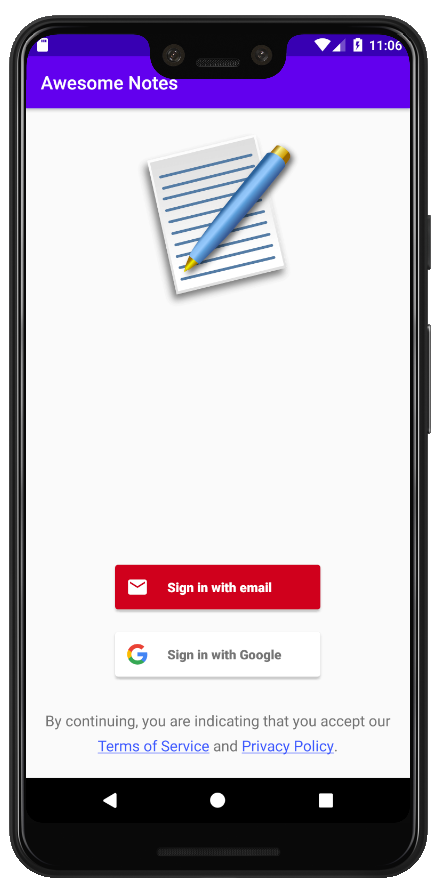 11:06
Awesome Notes
Sign in with email
Sign in with Google
By continuing, you are indicating that you accept our
Terms of Service and Privacy Policy.